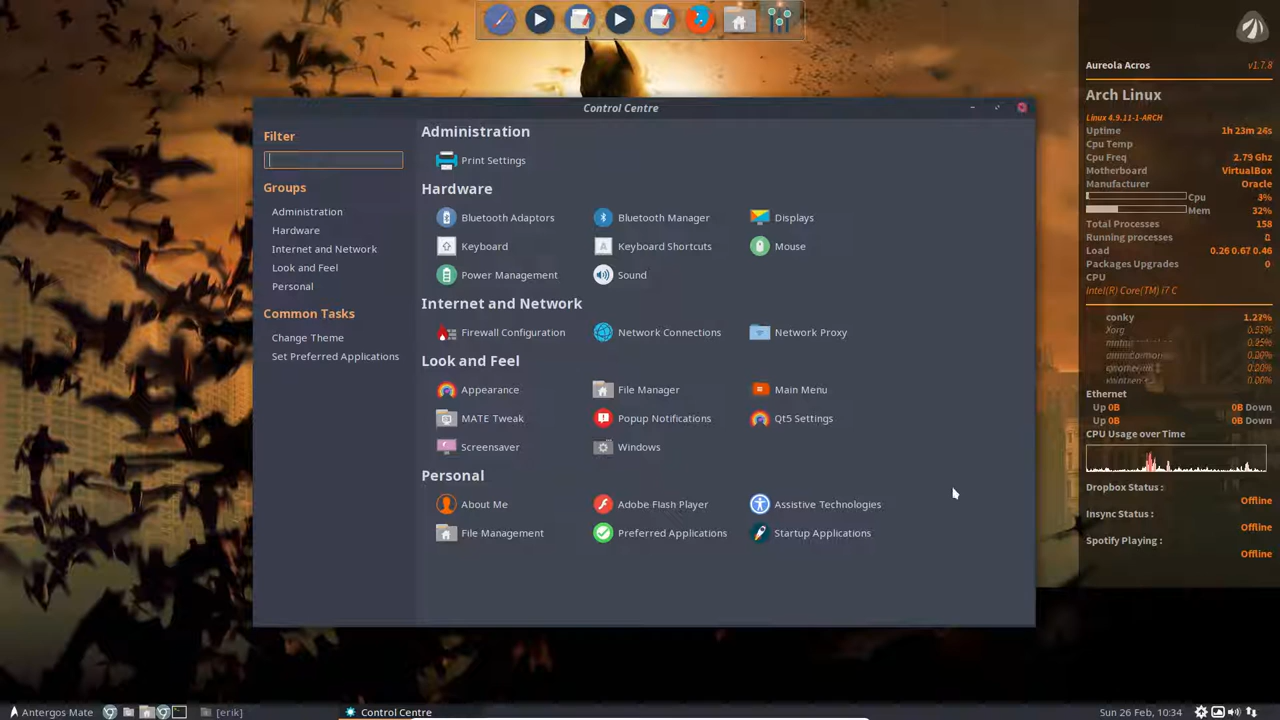 Control Centre
Filter
Groups
Administration
Hardware
Internet and Network
Look and Feel
Personal
Common Tasks
Change Theme
Set Preferred Applications
Administration
Print Settings
Hardware
Bluetooth Adaptors
Bluetooth Manager
Displays
Keyboard
Keyboard Shortcuts
Mouse
Power Management
Sound
Internet and Network
Firewall Configuration
Network Connections
Network Proxy
Look and Feel
Appearance
File Manager
Main Menu
MATE Tweak
Popup Notifications
Qt5 Settings
Screensaver
Windows
Personal
About Me
Adobe Flash Player
Assistive Technologies
File Management
Preferred Applications
Startup Applications
Aureola Acros v1.7.8
Arch Linux
Linux 4.9.11-1-ARCH
Uptime 1h 23m 
Cpu Temp
Cpu Freq 2.79 Ghz
Motherboard VirtualBox
Manufacturer Oracle
Cpu 3%
Mem 32%
Total Processes 158
Running processes
Load 0.26 0.67 0.46
Packages Upgrades 0
CPU
Intel(R) Core(TM) i7 C
conky
Xorg
Ethernet
Up 0B 0B Down
Up 0B 0B Down
CPU Usage over Time
Dropbox Status :
Offline
Insync Status :
Offline
Spotify Playing :
Offline
Antergos Mate
[erik]
Control Centre
Sun 26 Feb, 10:34